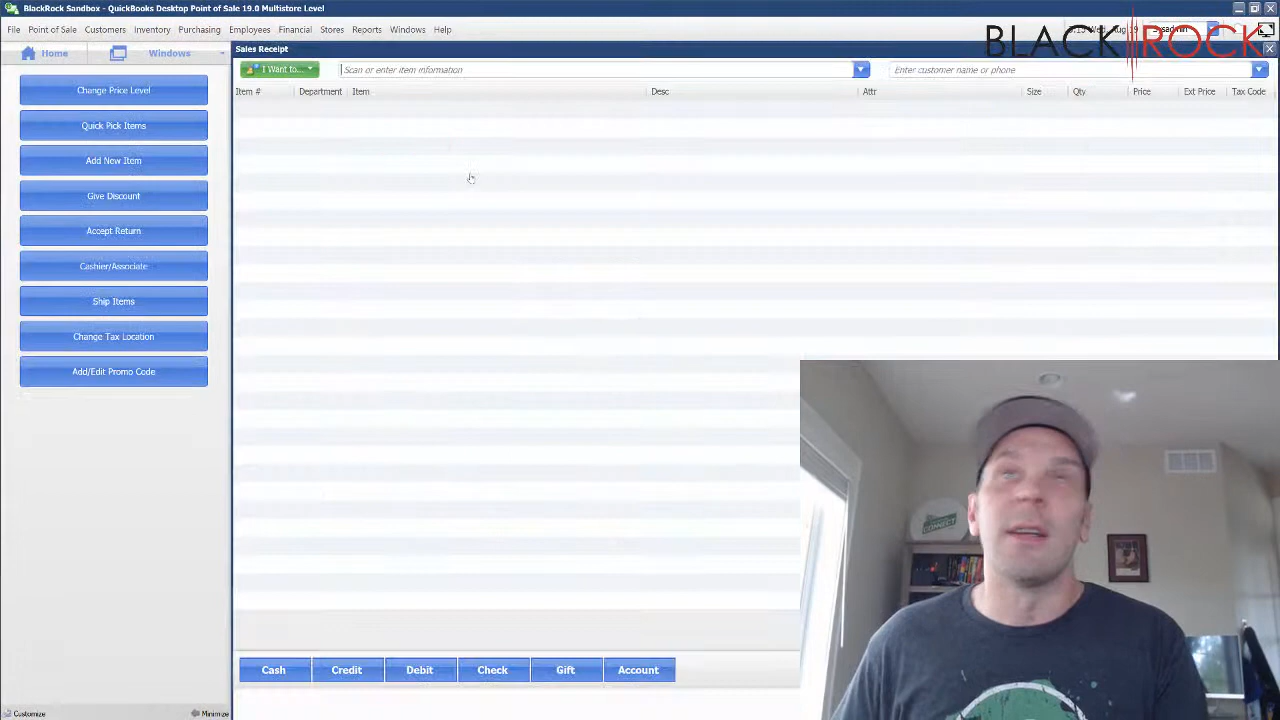 BlackRock Sandbox - QuickBooks Desktop Point of Sale 19.0 Multistore Level
File Point of Sale Customers Inventory Purchasing Employees Financial Stores Reports Windows Help
BLACK ROCK
Home Windows
Sales Receipt
I Want to... Scan or enter item information Enter customer name or phone
Item # Department Item Desc Attr Size Qty Price Ext Price Tax Code
Change Price Level
Quick Pick Items
Add New Item
Give Discount
Accept Return
Cashier/Associate
Ship Items
Change Tax Location
Add/Edit Promo Code
CONNECT
Cash Credit Debit Check Gift Account
Customize Minimize